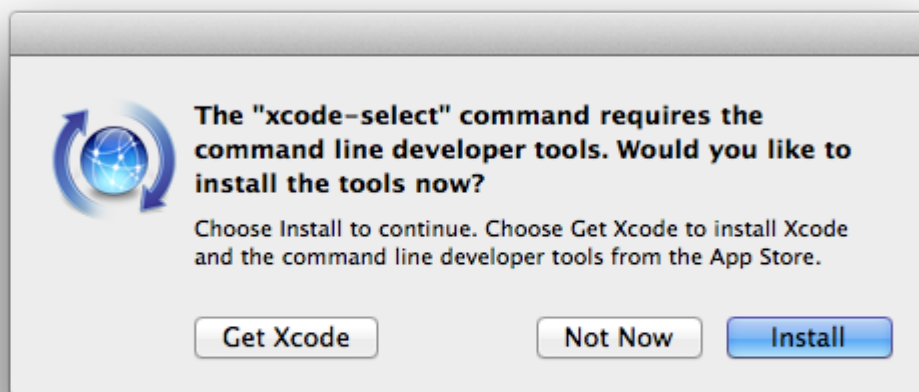 The "xcode-select" command requires the
command line developer tools. Would you like to
install the tools now?
Choose Install to continue. Choose Get Xcode to install Xcode
and the command line developer tools from the App Store.
Get Xcode
Not Now
Install